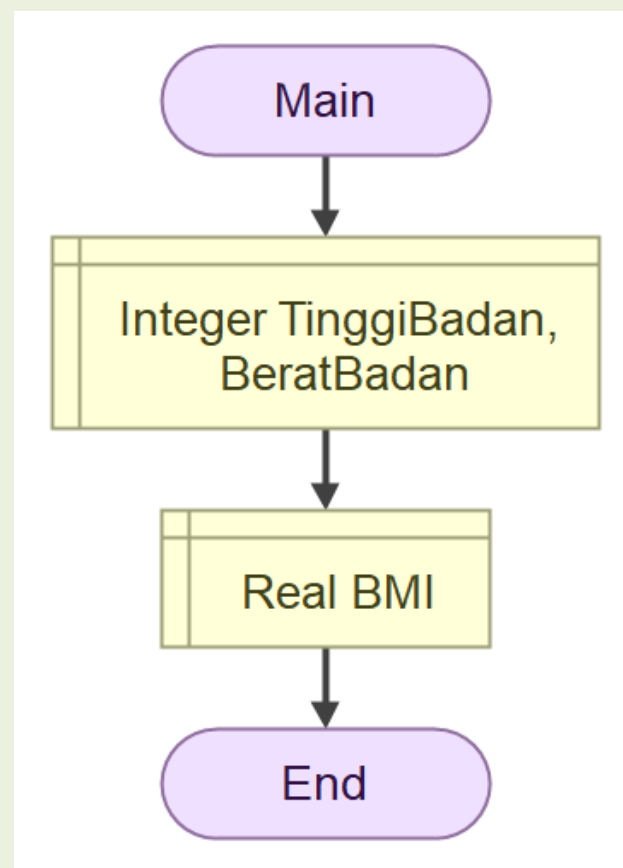 Main
Integer TinggiBadan,
BeratBadan
Real BMI
End